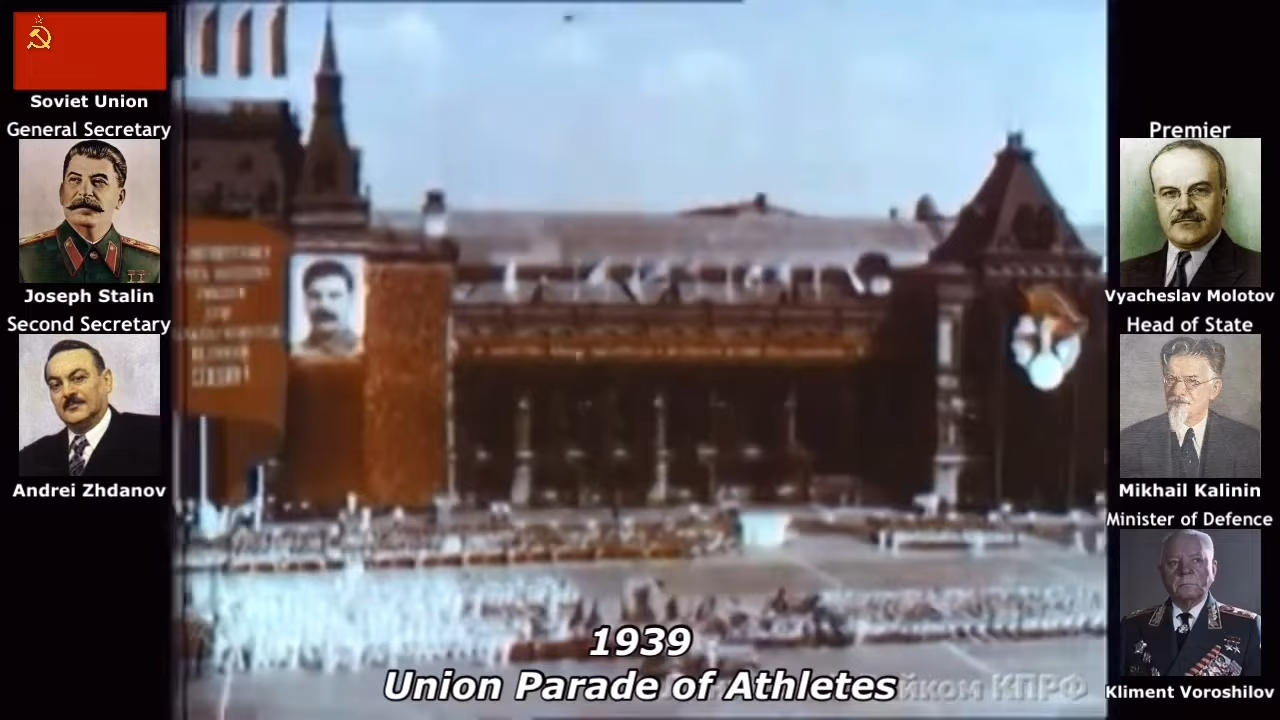 Soviet Union
General Secretary
Joseph Stalin
Second Secretary
Andrei Zhdanov
Premier
Vyacheslav Molotov
Head of State
Mikhail Kalinin
Minister of Defence
Kliment Voroshilov
1939
Union Parade of Athletes
КПРФ